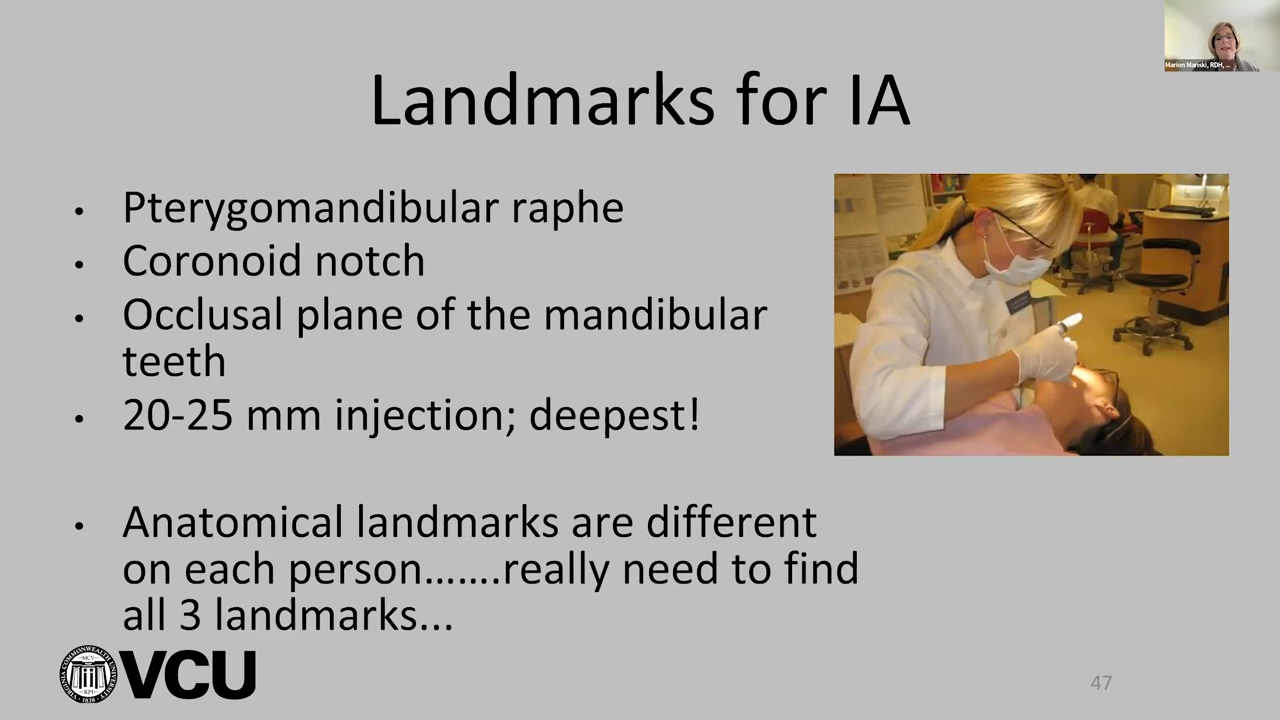 Marion Manski, RDH, ...
Landmarks for IA
• Pterygomandibular raphe
• Coronoid notch
• Occlusal plane of the mandibular
teeth
• 20-25 mm injection; deepest!
• Anatomical landmarks are different
on each person…….really need to find
all 3 landmarks...
VCU
47